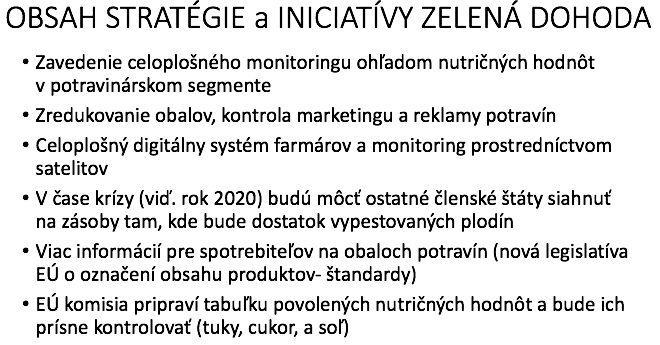 OBSAH STRATÉGIE a INICIATÍVY ZELENÁ DOHODA
• Zavedenie celoplošného monitoringu ohľadom nutričných hodnôt
v potravinárskom segmente
• Zredukovanie obalov, kontrola marketingu a reklamy potravín
• Celoplošný digitálny systém farmárov a monitoring prostredníctvom
satelitov
• V čase krízy (viď. rok 2020) budú môcť ostatné členské štáty siahnuť
na zásoby tam, kde bude dostatok vypestovaných plodín
• Viac informácií pre spotrebiteľov na obaloch potravín (nová legislatíva
EÚ o označení obsahu produktov- štandardy)
• EÚ komisia pripraví tabuľku povolených nutričných hodnôt a bude ich
prísne kontrolovať (tuky, cukor, a soľ)